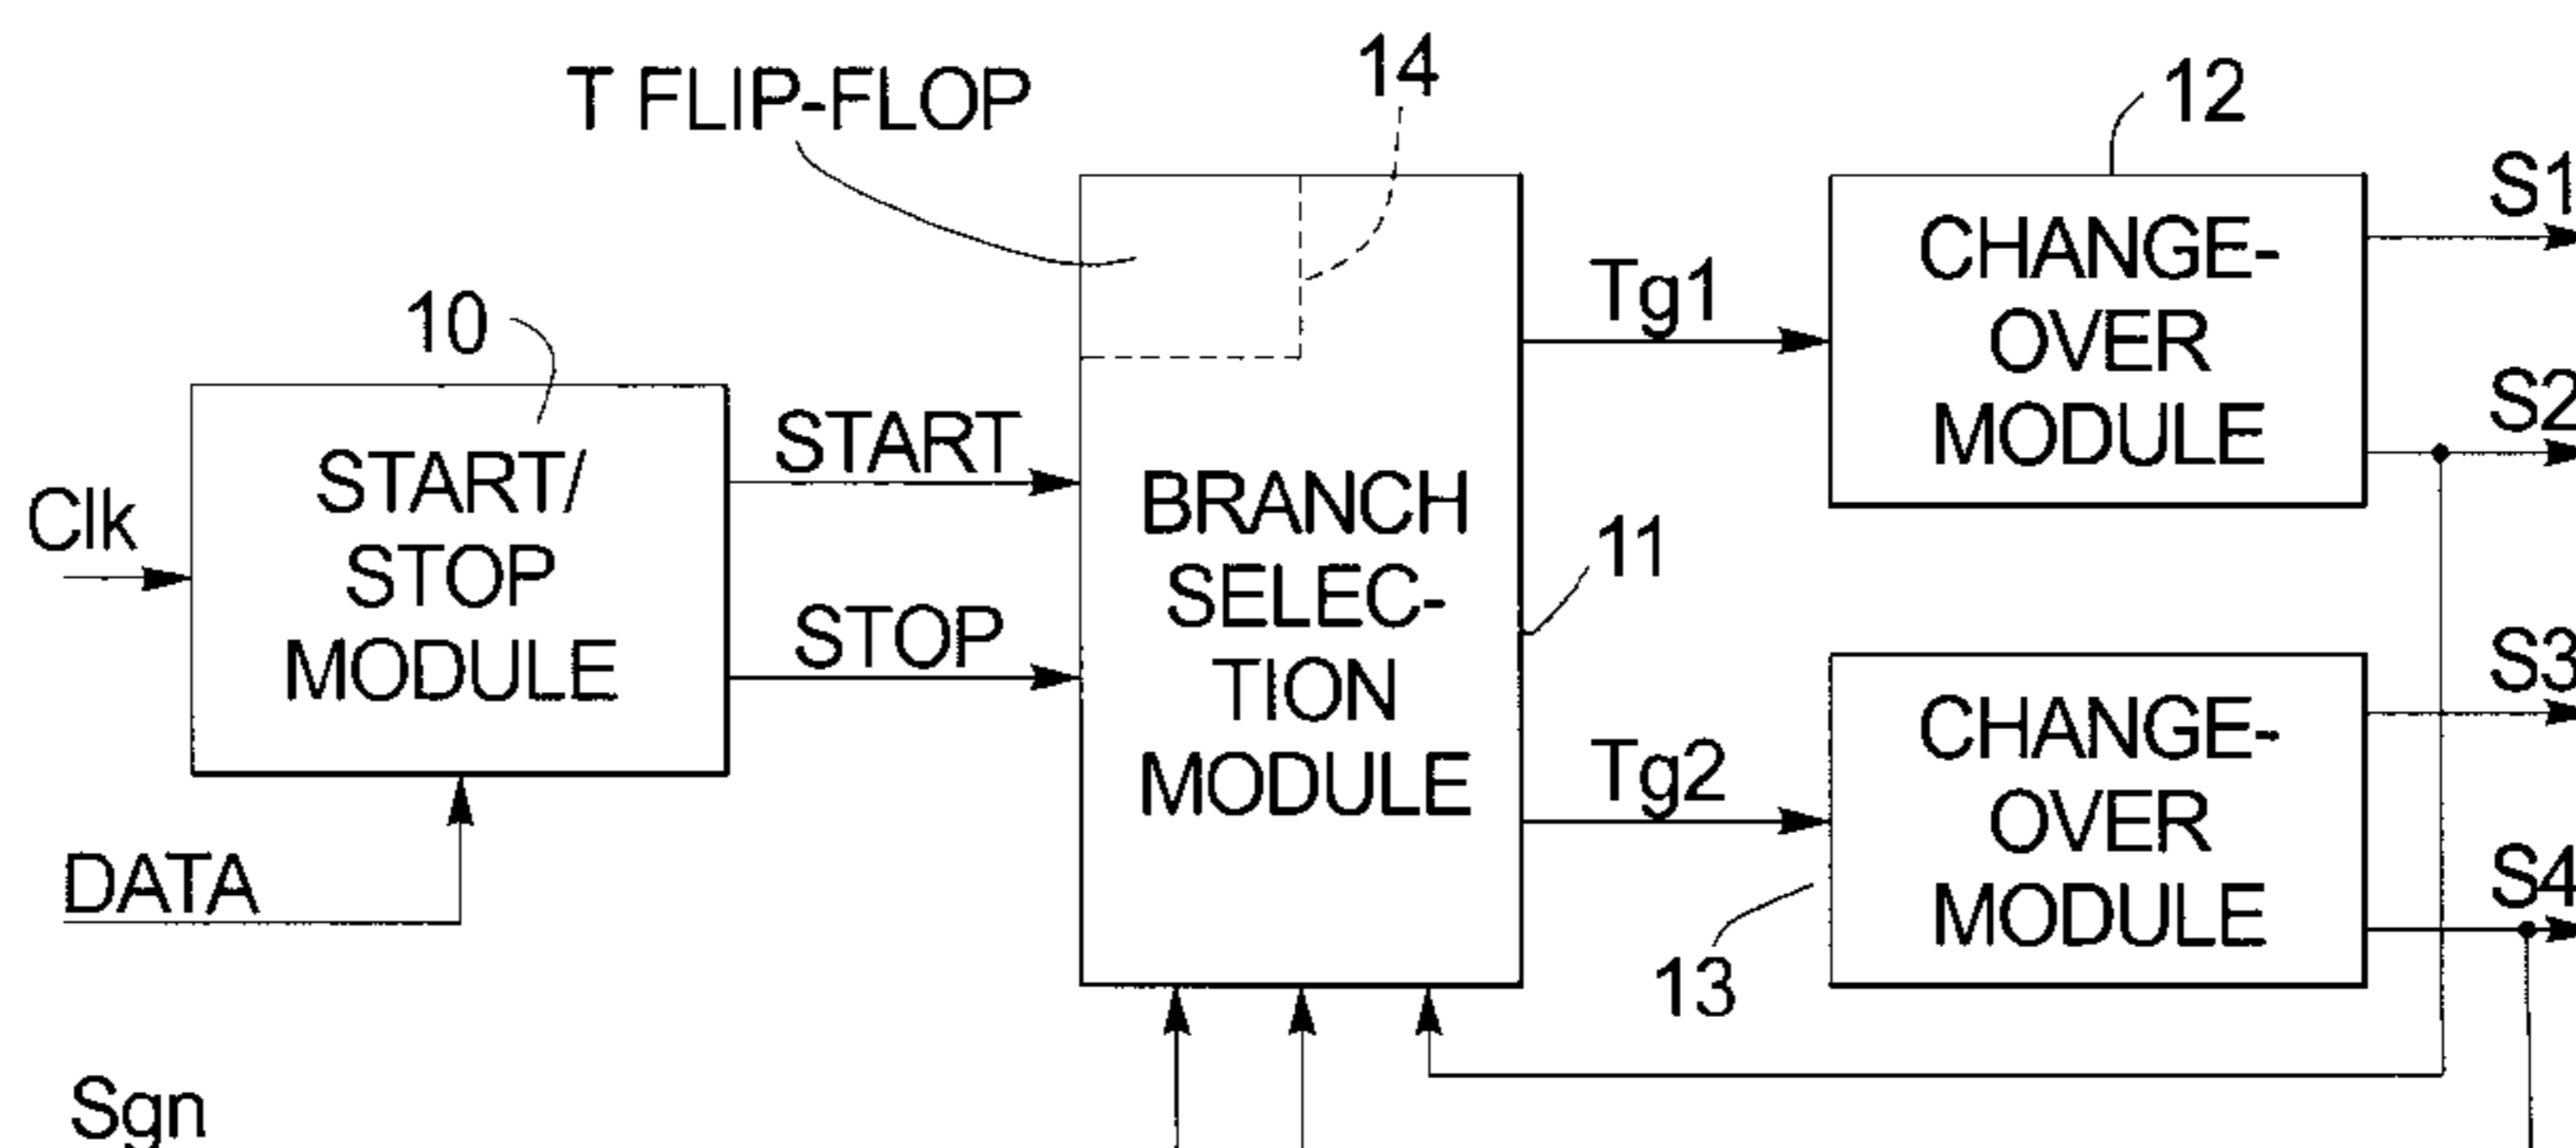 T FLIP-FLOP
14
12
S1
CHANGE-
OVER
MODULE
Tg1
10
START
S2
START/
STOP
MODULE
Clk
BRANCH
SELEC-
TION
MODULE
11
STOP
S3
CHANGE-
OVER
MODULE
Tg2
DATA
S4
13
Sgn